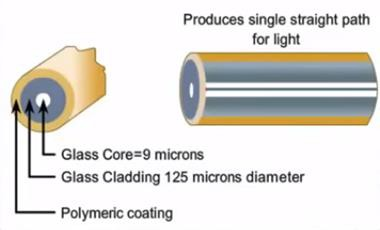 Produces single straight path
for light
Glass Core=9 microns
Glass Cladding 125 microns diameter
Polymeric coating